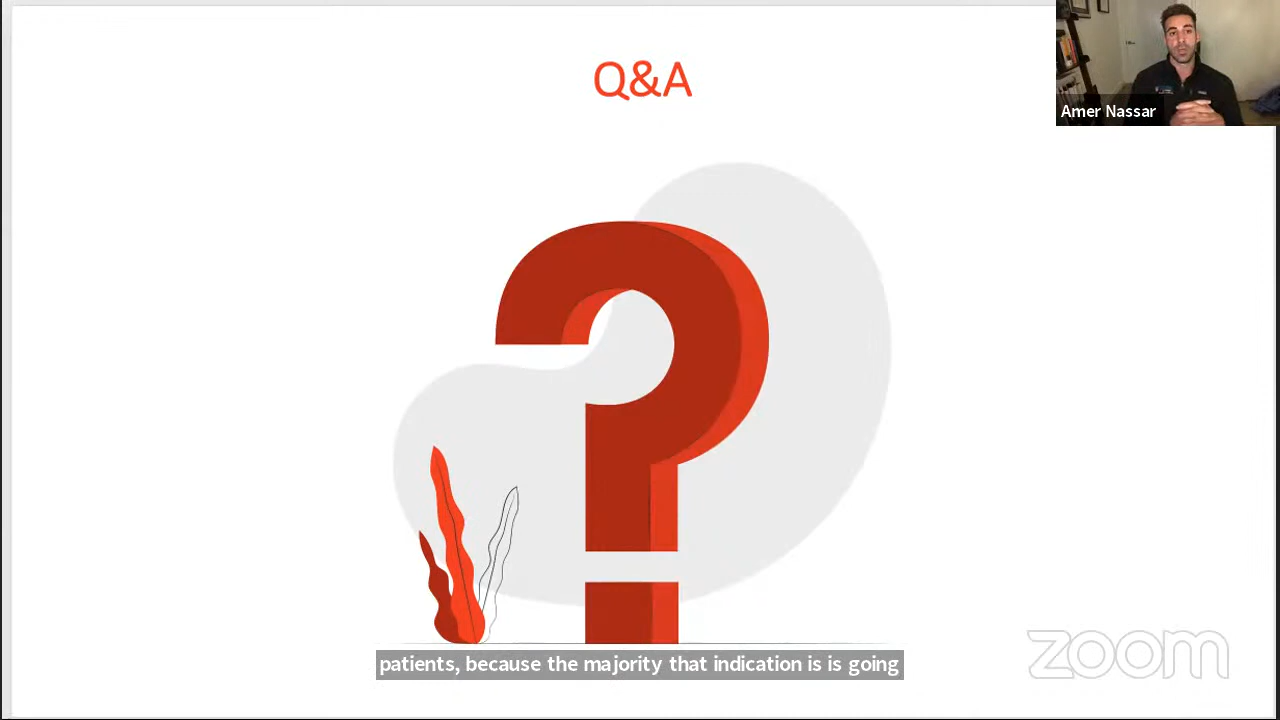 Q&A
Amer Nassar
patients, because the majority that indication is is going
zoom